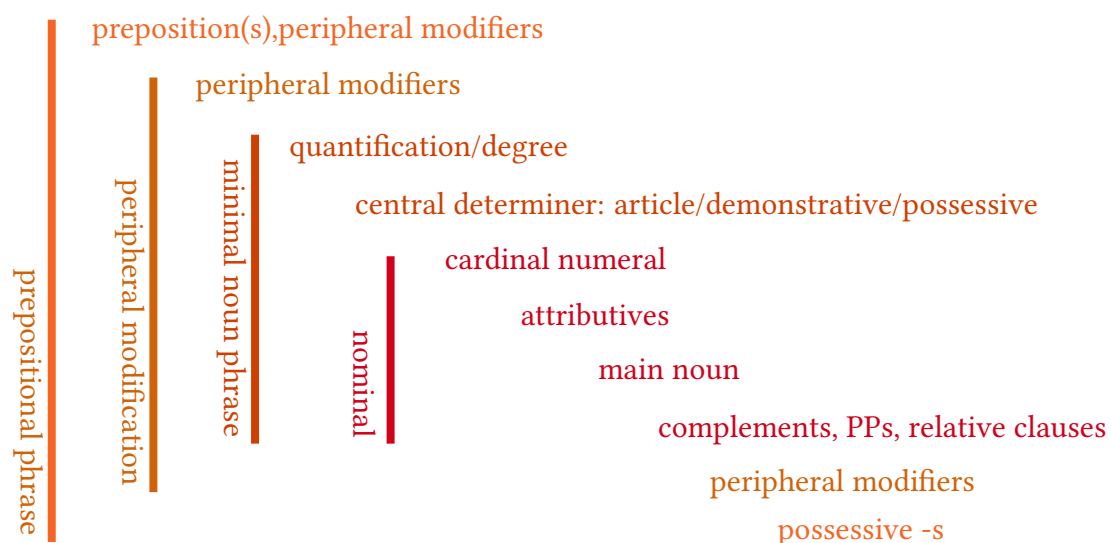 preposition(s),peripheral modifiers
peripheral modifiers
quantification/degree
central determiner: article/demonstrative/possessive
cardinal numeral
attributives
main noun
complements, PPs, relative clauses
peripheral modifiers
possessive -s
prepositional phrase
peripheral modification
minimal noun phrase
nominal